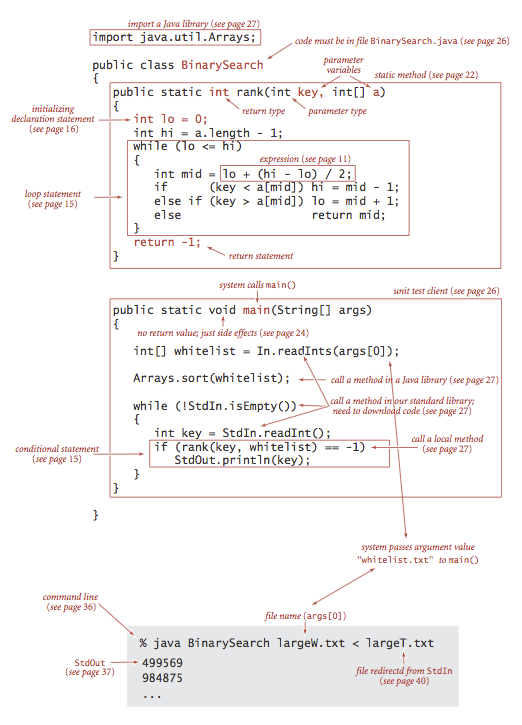 import a Java library (see page 27)
import java.util.Arrays;
code must be in file BinarySearch.java (see page 26)
public class BinarySearch
{
parameter
variables
static method (see page 22)
public static int rank(int key, int[] a)
{
return type
parameter type
initializing
declaration statement
(see page 16)
int lo = 0;
int hi = a.length - 1;
while (lo <= hi)
{
expression (see page 11)
int mid = lo + (hi - lo) / 2;
if (key < a[mid]) hi = mid - 1;
else if (key > a[mid]) lo = mid + 1;
else return mid;
}
loop statement
(see page 15)
return -1;
return statement
}
system calls main()
unit test client (see page 26)
public static void main(String[] args)
{
no return value; just side effects (see page 24)
int[] whitelist = In.readInts(args[0]);
Arrays.sort(whitelist);
call a method in a Java library (see page 27)
while (!StdIn.isEmpty())
call a method in our standard library;
need to download code (see page 27)
{
int key = StdIn.readInt();
if (rank(key, whitelist) == -1)
StdOut.println(key);
conditional statement
(see page 15)
call a local method
(see page 27)
}
}
}
system passes argument value
"whitelist.txt" to main()
command line
(see page 36)
file name (args[0])
% java BinarySearch largeW.txt < largeT.txt
StdOut
(see page 37)
499569
984875
...
file redirectd from StdIn
(see page 40)